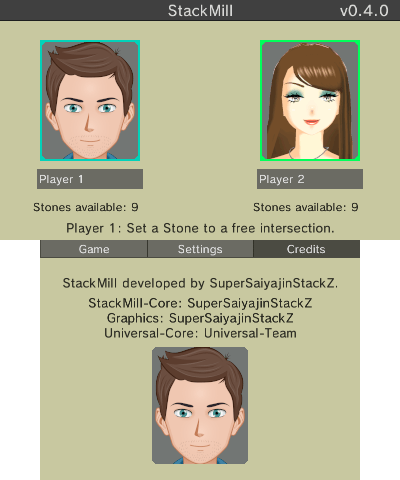 StackMill v0.4.0
Player 1 Player 2
Stones available: 9 Stones available: 9
Player 1: Set a Stone to a free intersection.
Game Settings Credits
StackMill developed by SuperSaiyajinStackZ.
StackMill-Core: SuperSaiyajinStackZ
Graphics: SuperSaiyajinStackZ
Universal-Core: Universal-Team